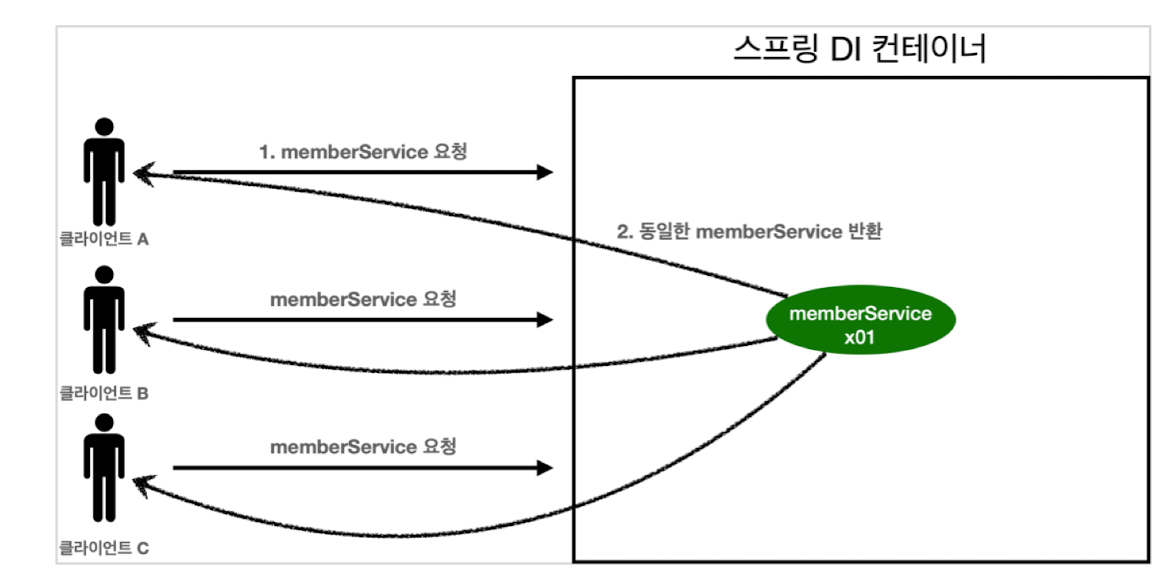 스프링 DI 컨테이너
1. memberService 요청
클라이언트 A
2. 동일한 memberService 반환
memberService 요청
memberService
x01
클라이언트 B
memberService 요청
클라이언트 C